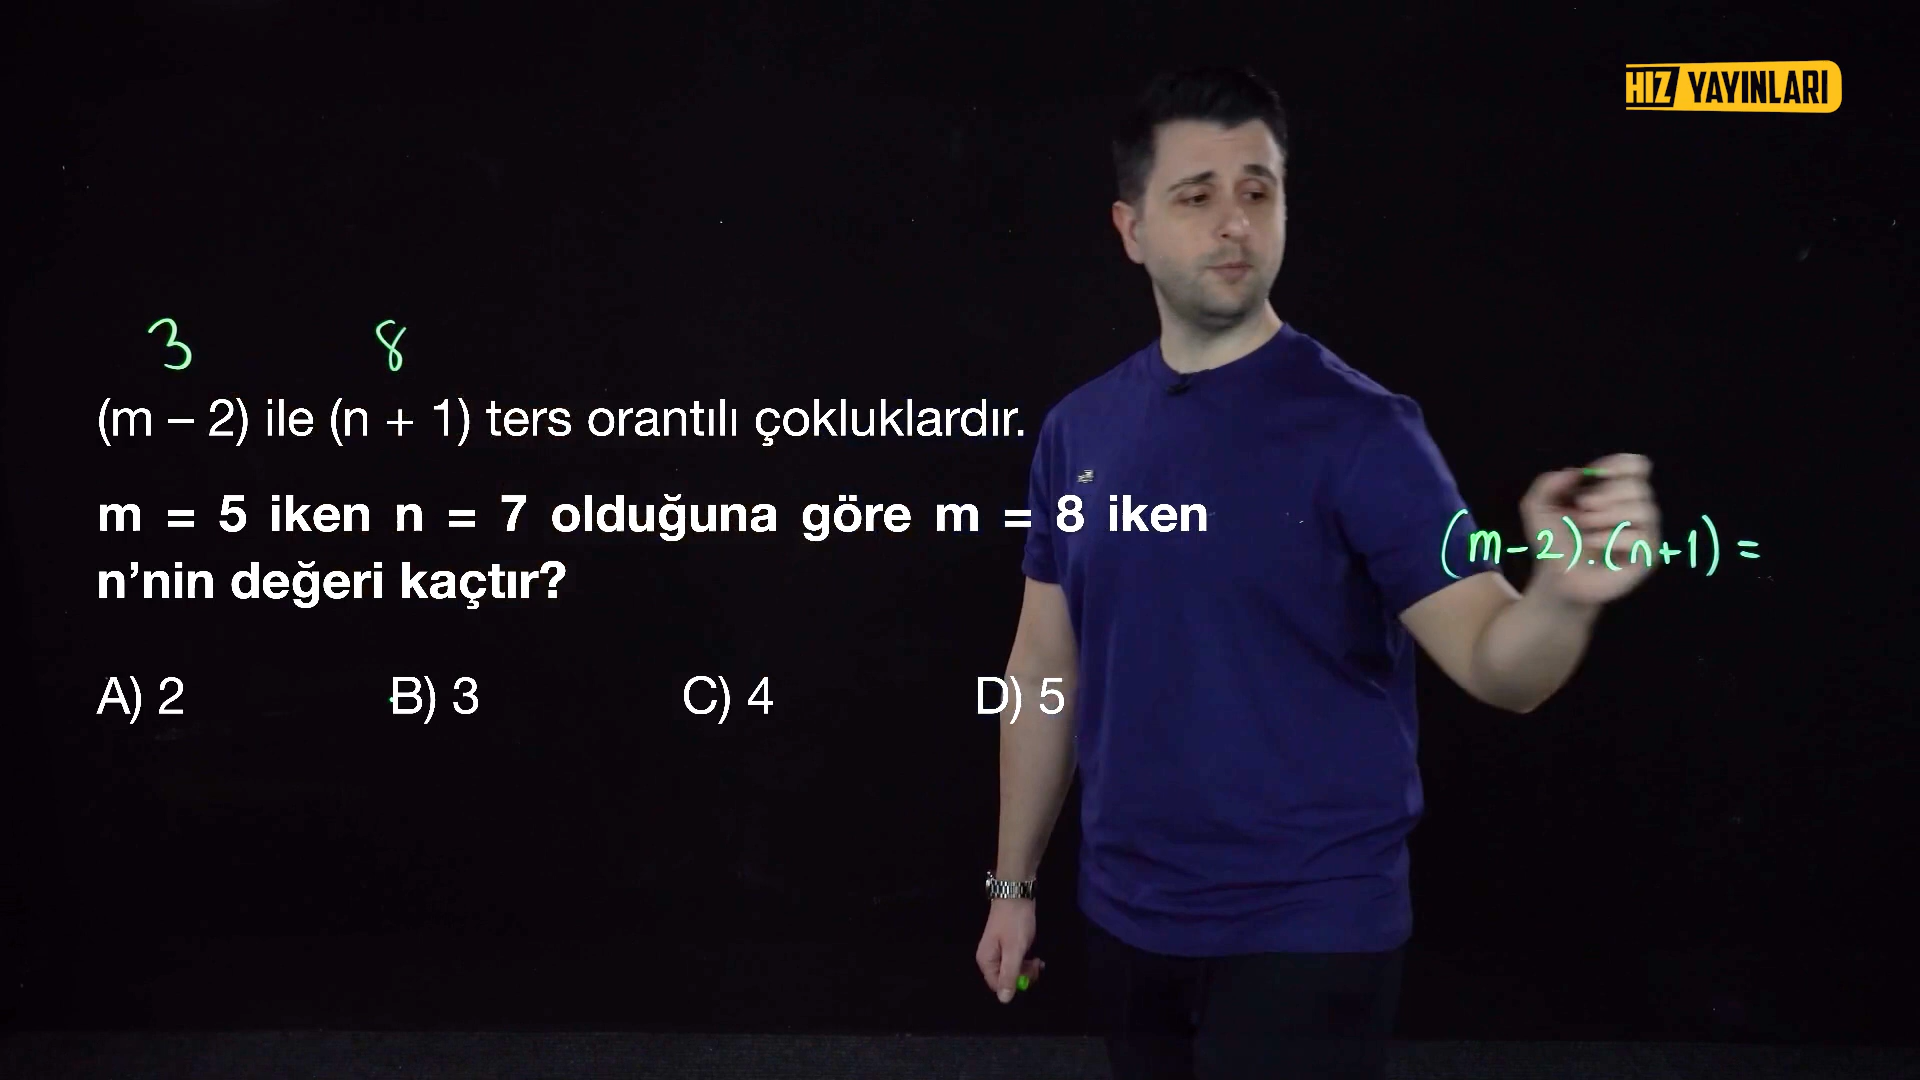 HIZ YAYINLARI
3 8
(m – 2) ile (n + 1) ters orantılı çokluklardır.
m = 5 iken n = 7 olduğuna göre m = 8 iken
n’nin değeri kaçtır?
(m-2).(n+1) =
A) 2 B) 3 C) 4 D) 5